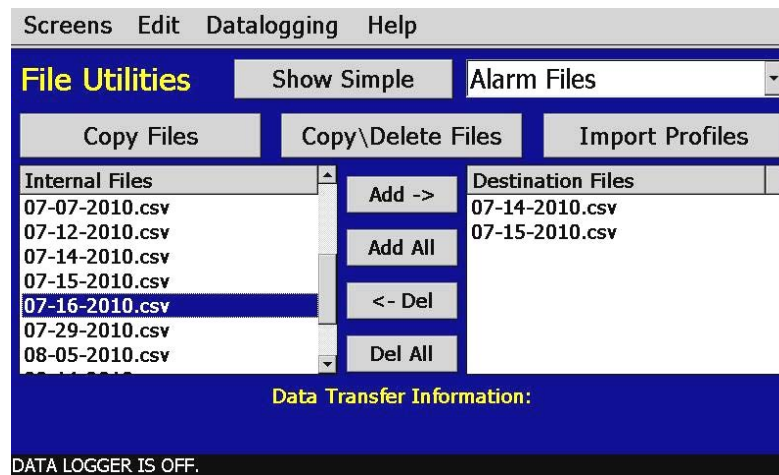 Screens Edit Datalogging Help
File Utilities Show Simple Alarm Files
Copy Files Copy\Delete Files Import Profiles
Internal Files
07-07-2010.csv
07-12-2010.csv
07-14-2010.csv
07-15-2010.csv
07-16-2010.csv
07-29-2010.csv
08-05-2010.csv
Add ->
Add All
<- Del
Del All
Destination Files
07-14-2010.csv
07-15-2010.csv
Data Transfer Information:
DATA LOGGER IS OFF.